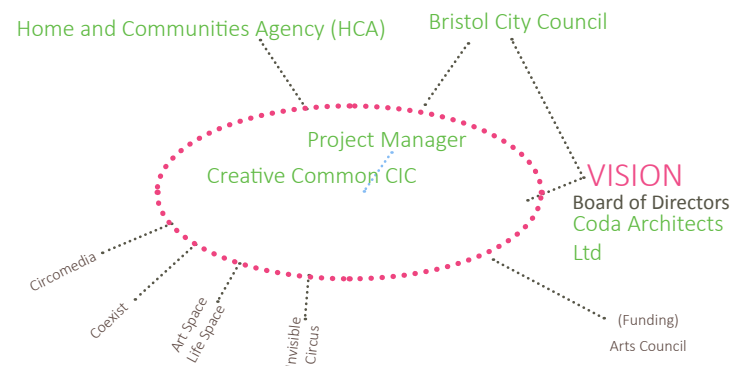 Home and Communities Agency (HCA)
Bristol City Council
Project Manager
Creative Common CIC
VISION
Board of Directors
Coda Architects
Ltd
Circomedia
Coexist
Art Space
Life Space
Invisible
Circus
(Funding)
Arts Council